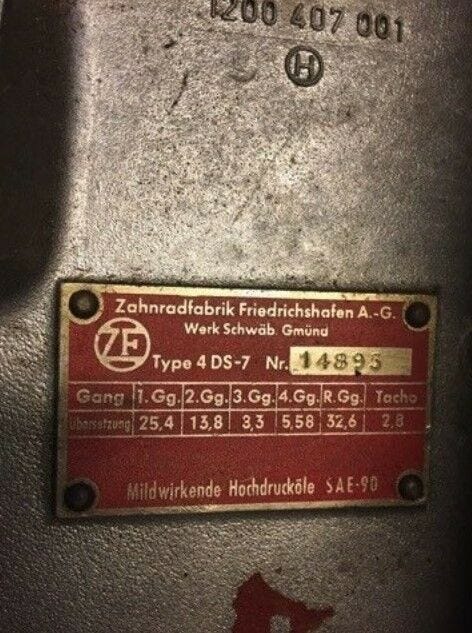 1200 407 001
H
Zahnradfabrik Friedrichshafen A.-G.
Werk Schwäb. Gmünd
ZF
Type 4 DS-7 Nr. 14893
Gang 1.Gg. 2.Gg. 3.Gg. 4.Gg. R.Gg. Tacho
Übersetzung 25,4 13,8 3,3 5,58 32,6 2,8
Mildwirkende Hochdrucköle SAE-90